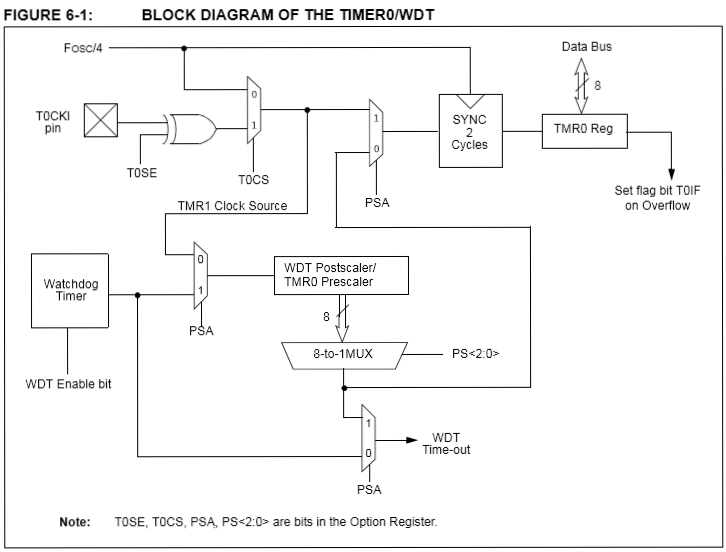 FIGURE 6-1: BLOCK DIAGRAM OF THE TIMER0/WDT
FOSC/4
Data Bus
8
T0CKI
pin
0
1
T0SE
T0CS
1
0
PSA
SYNC
2
Cycles
TMR0 Reg
Set flag bit T0IF
on Overflow
TMR1 Clock Source
Watchdog
Timer
WDT Enable bit
0
1
PSA
WDT Postscaler/
TMR0 Prescaler
8
8-to-1MUX
PS<2:0>
1
0
PSA
WDT
Time-out
Note: T0SE, T0CS, PSA, PS<2:0> are bits in the Option Register.